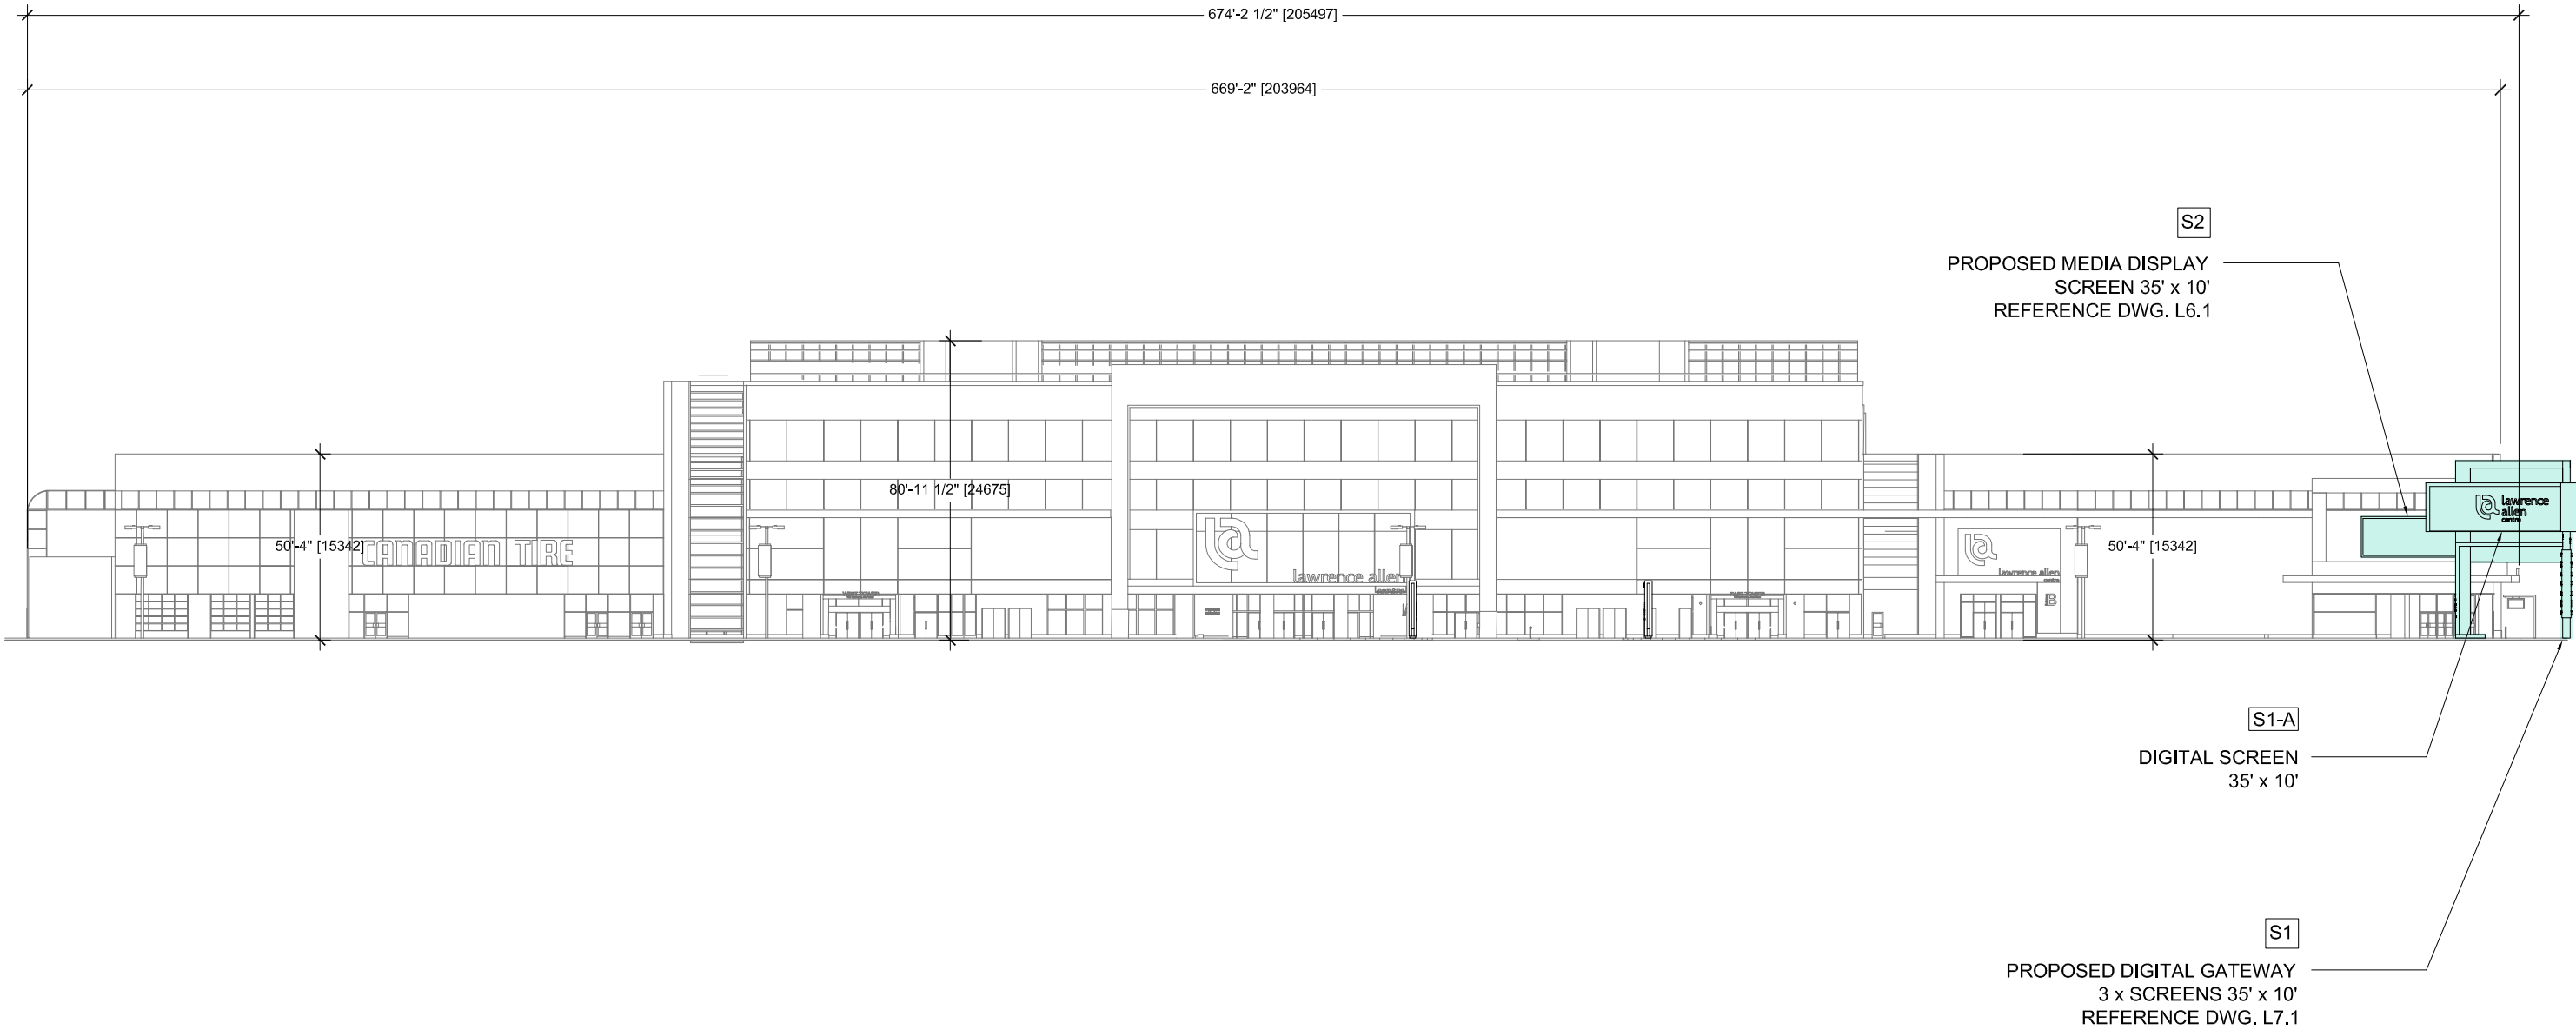 674'-2 1/2" [205497]
669'-2" [203964]
S2
PROPOSED MEDIA DISPLAY
SCREEN 35' x 10'
REFERENCE DWG. L6.1
80'-11 1/2" [24675]
50'-4" [15342]
CANADIAN TIRE
50'-4" [15342]
lawrence
allen
centre
lawrence allen
lawrence allen
centre
B
S1-A
DIGITAL SCREEN
35' x 10'
S1
PROPOSED DIGITAL GATEWAY
3 x SCREENS 35' x 10'
REFERENCE DWG. L7.1